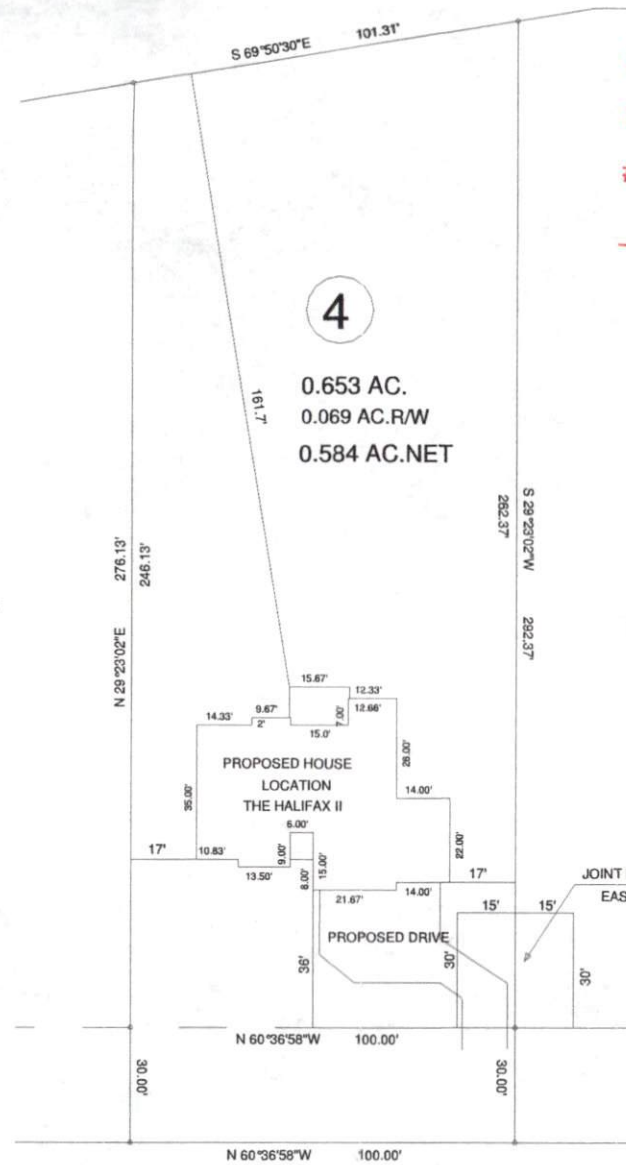 S 69°50'30"E 101.31'
4
0.653 AC.
0.069 AC.R/W
0.584 AC.NET
161.7'
N 29°23'02"E
276.13'
246.13'
S 29°23'02"W
262.37'
292.37'
15.67'
12.33'
9.67'
12.66'
14.33'
2'
15.0'
7.00'
PROPOSED HOUSE
LOCATION
THE HALIFAX II
35.00'
14.00'
6.00'
17'
10.83'
9.00'
15.00'
22.00'
13.50'
8.00'
21.67'
14.00'
17'
JOINT
EAS
15'
15'
PROPOSED DRIVE
36'
30'
30'
N 60°36'58"W 100.00'
30.00'
30.00'
N 60°36'58"W 100.00'